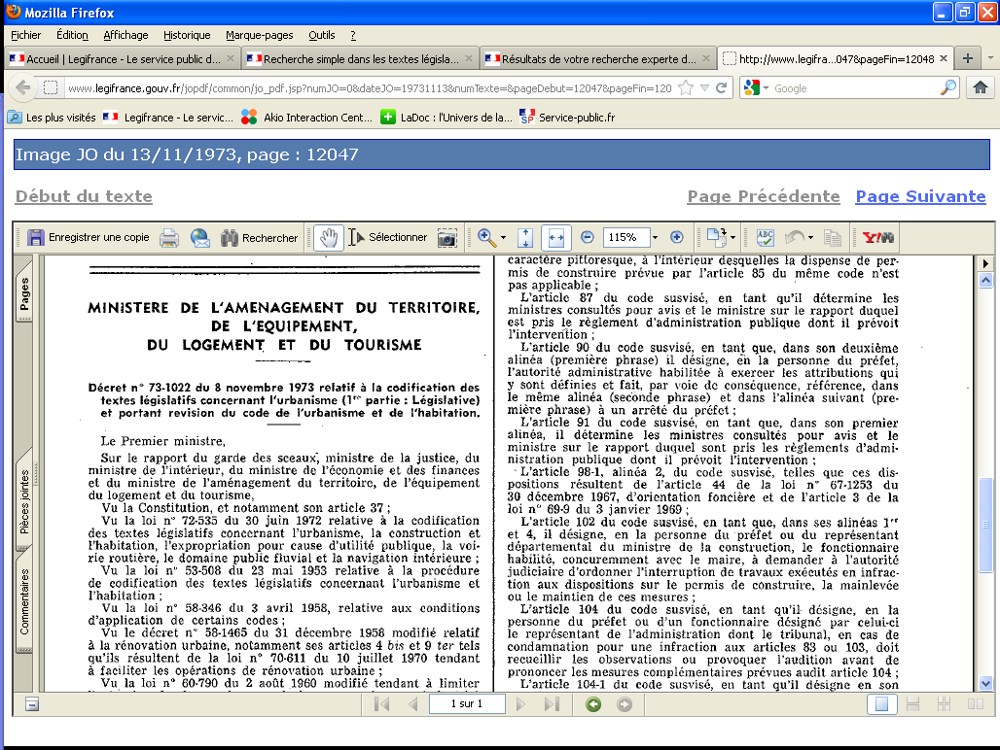 Mozilla Firefox
Fichier Édition Affichage Historique Marque-pages Outils ?
Accueil | Legifrance - Le service public d... Recherche simple dans les textes législa... Résultats de votre recherche experte d... http://www.legifra...047&pageFin=12048
www.legifrance.gouv.fr/jopdf/common/jo_pdf.jsp?numJO=0&dateJO=19731113&numTexte=&pageDebut=12047&pageFin=120 Google
Les plus visités Legifrance - Le servic... Akio Interaction Cent... LaDoc : l'Univers de la... Service-public.fr
Image JO du 13/11/1973, page : 12047
Début du texte Page Précédente Page Suivante
Enregistrer une copie Rechercher Sélectionner 115% Y!
Pages
Pièces jointes
Commentaires
MINISTERE DE L'AMENAGEMENT DU TERRITOIRE,
DE L'EQUIPEMENT,
DU LOGEMENT ET DU TOURISME
Décret n° 73-1022 du 8 novembre 1973 relatif à la codification des
textes législatifs concernant l'urbanisme (1re partie : Législative)
et portant revision du code de l'urbanisme et de l'habitation.
Le Premier ministre,
Sur le rapport du garde des sceaux, ministre de la justice, du
ministre de l'intérieur, du ministre de l'économie et des finances
et du ministre de l'aménagement du territoire, de l'équipement
du logement et du tourisme,
Vu la Constitution, et notamment son article 37 ;
Vu la loi n° 72-535 du 30 juin 1972 relative à la codification
des textes législatifs concernant l'urbanisme, la construction et
l'habitation, l'expropriation pour cause d'utilité publique, la voi-
rie routière, le domaine public fluvial et la navigation intérieure ;
Vu la loi n° 53-508 du 23 mai 1953 relative à la procédure
de codification des textes législatifs concernant l'urbanisme et
l'habitation ;
Vu la loi n° 58-346 du 3 avril 1958, relative aux conditions
d'application de certains codes ;
Vu le décret n° 58-1465 du 31 décembre 1958 modifié relatif
à la rénovation urbaine, notamment ses articles 4 bis et 9 ter tels
qu'ils résultent de la loi n° 70-611 du 10 juillet 1970 tendant
à faciliter les opérations de rénovation urbaine ;
Vu la loi n° 60-790 du 2 août 1960 modifié tendant à limiter
caractère pittoresque, à l'intérieur desquelles la dispense de per-
mis de construire prévue par l'article 85 du même code n'est
pas applicable ;
L'article 87 du code susvisé, en tant qu'il détermine les
ministres consultés pour avis et le ministre sur le rapport duquel
est pris le règlement d'administration publique dont il prévoit
l'intervention ;
L'article 90 du code susvisé, en tant que, dans son deuxième
alinéa (première phrase) il désigne, en la personne du préfet,
l'autorité administrative habilitée à exercer les attributions qui
y sont définies et fait, par voie de conséquence, référence, dans
le même alinéa (seconde phrase) et dans l'alinéa suivant (pre-
mière phrase) à un arrêté du préfet ;
L'article 91 du code susvisé, en tant que, dans son premier
alinéa, il détermine les ministres consultés pour avis et le
ministre sur le rapport duquel sont pris les règlements d'admi-
nistration publique dont il prévoit l'intervention ;
L'article 98-1, alinéa 2, du code susvisé, telles que ces dis-
positions résultent de l'article 44 de la loi n° 67-1253 du
30 décembre 1967, d'orientation foncière et de l'article 3 de la
loi n° 69-9 du 3 janvier 1969 ;
L'article 102 du code susvisé, en tant que, dans ses alinéas 1er
et 4, il désigne, en la personne du préfet ou du représentant
départemental du ministre de la construction, le fonctionnaire
habilité, concuremment avec le maire, à demander à l'autorité
judiciaire d'ordonner l'interruption de travaux exécutés en infrac-
tion aux dispositions sur le permis de construire, la mainlevée
ou le maintien de ces mesures ;
L'article 104 du code susvisé, en tant qu'il désigne, en la
personne du préfet ou d'un fonctionnaire désigné par celui-ci
le représentant de l'administration dont le tribunal, en cas de
condamnation pour une infraction aux articles 83 ou 103, doit
recueillir les observations ou provoquer l'audition avant de
prononcer les mesures complémentaires prévues audit article 104 ;
L'article 104-1 du code susvisé, en tant qu'il désigne en son
1 sur 1